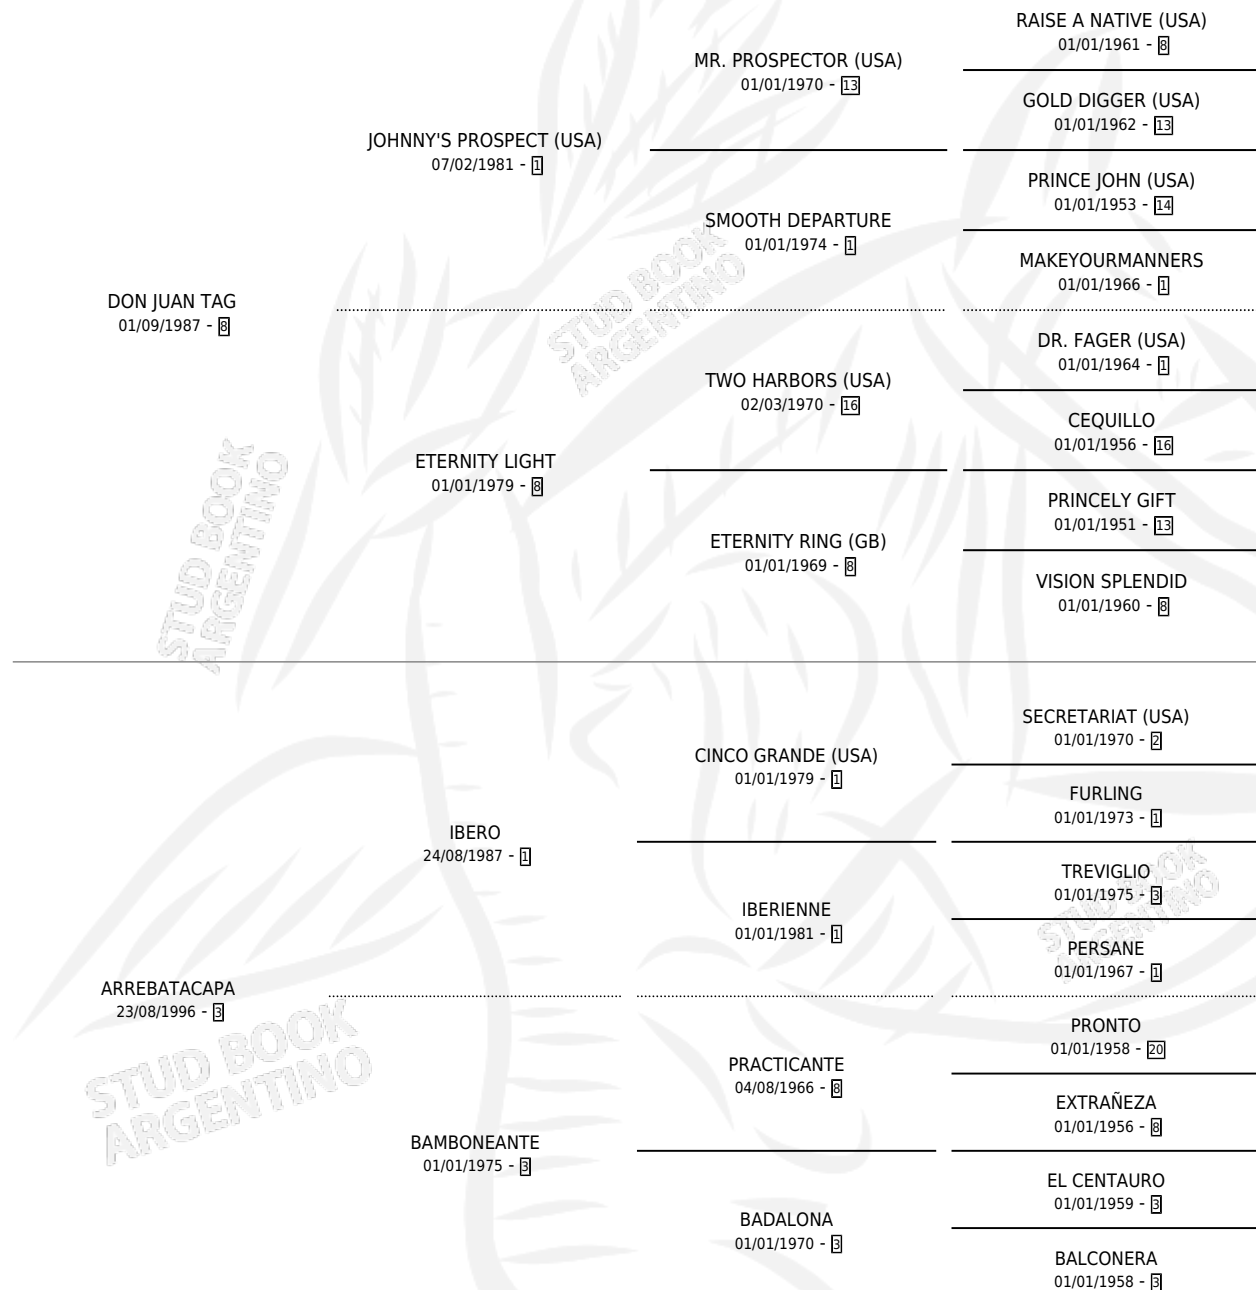 RAISE A NATIVE (USA)
01/01/1961 - 8
MR. PROSPECTOR (USA)
01/01/1970 - 13
GOLD DIGGER (USA)
01/01/1962 - 13
JOHNNY'S PROSPECT (USA)
07/02/1981 - 1
PRINCE JOHN (USA)
01/01/1953 - 14
SMOOTH DEPARTURE
01/01/1974 - 1
MAKEYOURMANNERS
01/01/1966 - 1
DON JUAN TAG
01/09/1987 - 8
DR. FAGER (USA)
01/01/1964 - 1
TWO HARBORS (USA)
02/03/1970 - 16
CEQUILLO
01/01/1956 - 16
ETERNITY LIGHT
01/01/1979 - 8
PRINCELY GIFT
01/01/1951 - 13
ETERNITY RING (GB)
01/01/1969 - 8
VISION SPLENDID
01/01/1960 - 8
SECRETARIAT (USA)
01/01/1970 - 2
CINCO GRANDE (USA)
01/01/1979 - 1
FURLING
01/01/1973 - 1
IBERO
24/08/1987 - 1
TREVIGLIO
01/01/1975 - 3
IBERIENNE
01/01/1981 - 1
PERSANE
01/01/1967 - 1
ARREBATACAPA
23/08/1996 - 3
PRONTO
01/01/1958 - 20
PRACTICANTE
04/08/1966 - 8
EXTRAÑEZA
01/01/1956 - 8
BAMBONEANTE
01/01/1975 - 3
EL CENTAURO
01/01/1959 - 3
BADALONA
01/01/1970 - 3
BALCONERA
01/01/1958 - 3
STUD BOOK
ARGENTINO
STUD BOOK
ARGENTINO
STUD BOOK
ARGENTINO
STUD BOOK
ARGENTINO